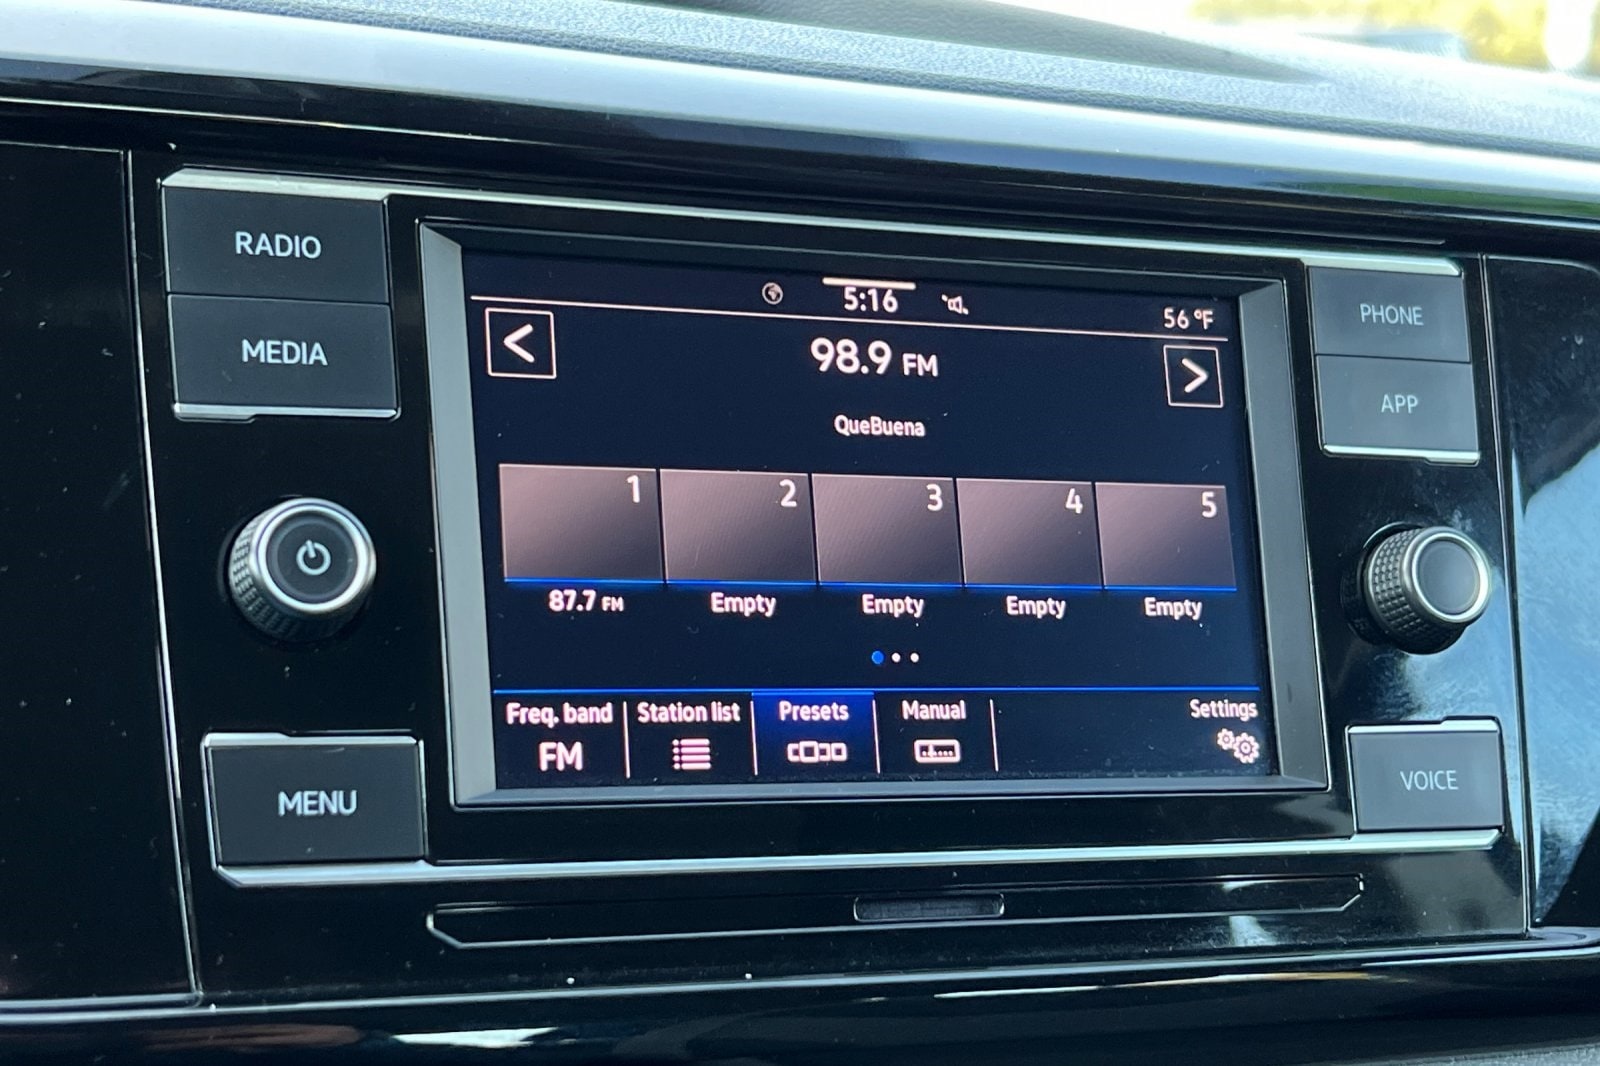 RADIO
MEDIA
MENU
5:16
56 °F
98.9 FM
QueBuena
1 2 3 4 5
87.7 FM Empty Empty Empty Empty
Freq. band Station list Presets Manual Settings
FM
PHONE
APP
VOICE